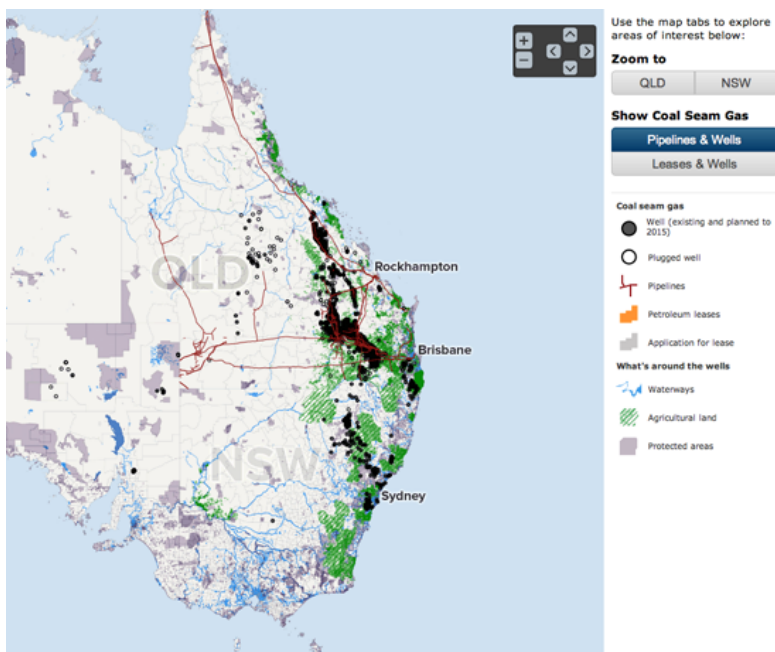 Use the map tabs to explore
areas of interest below:
Zoom to
QLD NSW
Show Coal Seam Gas
Pipelines & Wells
Leases & Wells
Coal seam gas
Well (existing and planned to
2015)
Plugged well
Pipelines
Petroleum leases
Application for lease
What's around the wells
Waterways
Agricultural land
Protected areas
QLD
Rockhampton
Brisbane
NSW
Sydney